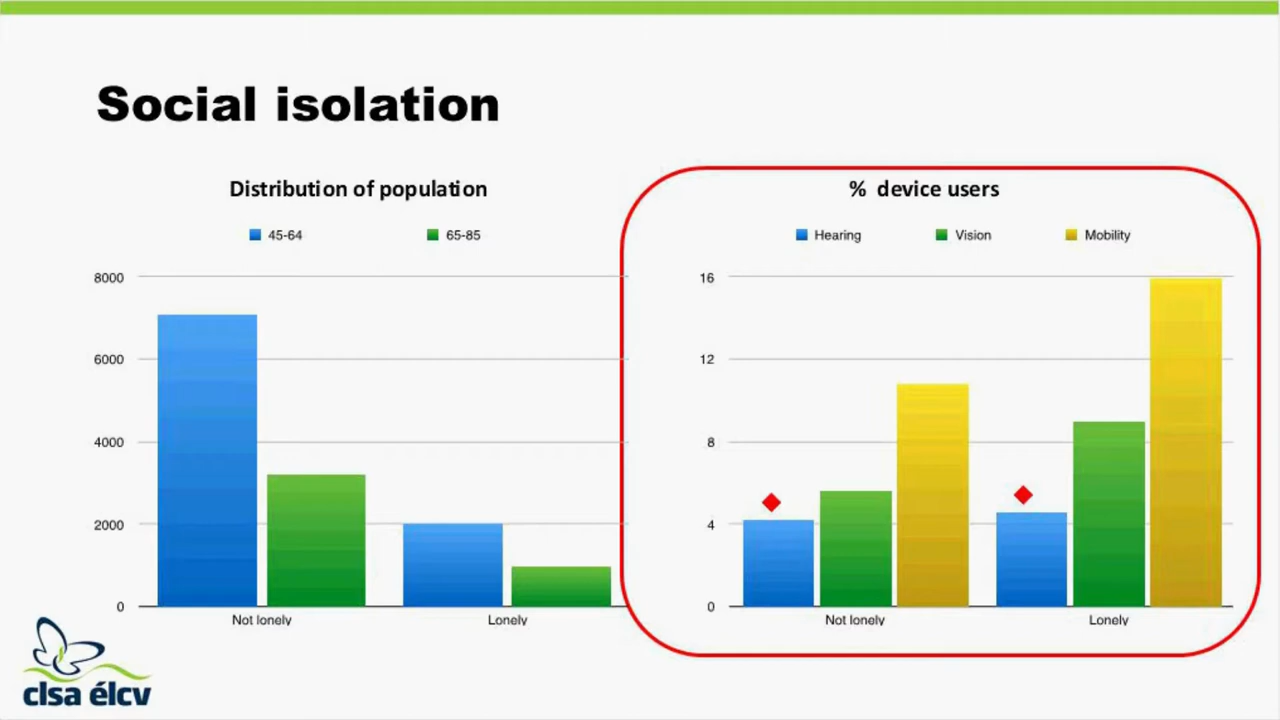 Social isolation
Distribution of population
45-64
65-85
8000
6000
4000
2000
0
Not lonely
Lonely
% device users
Hearing
Vision
Mobility
16
12
8
4
0
Not lonely
Lonely
clsa élcv